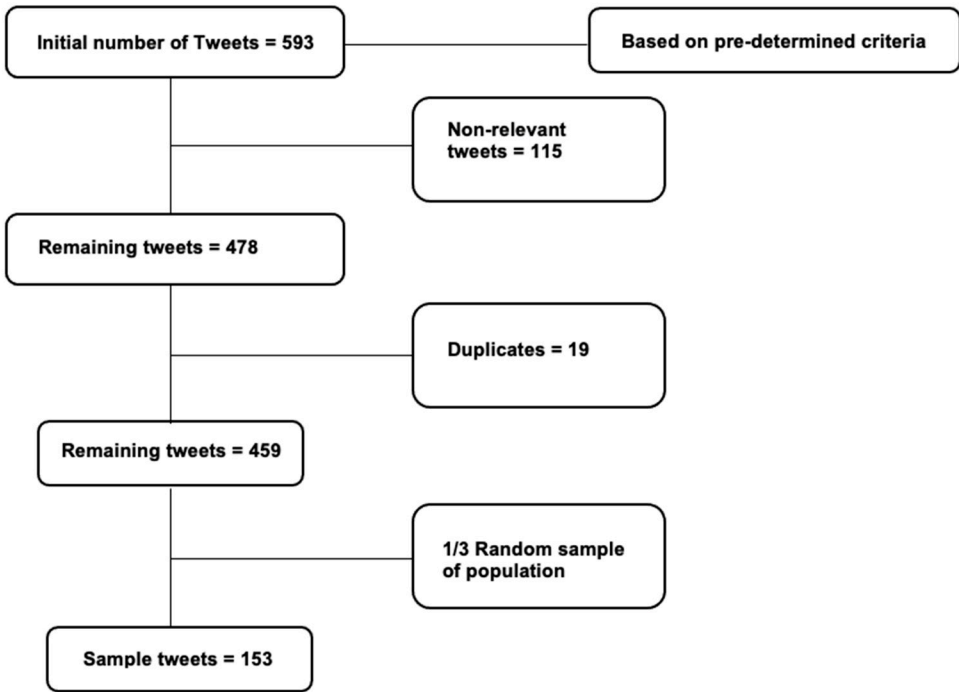 Initial number of Tweets = 593
Based on pre-determined criteria
Non-relevant
tweets = 115
Remaining tweets = 478
Duplicates = 19
Remaining tweets = 459
1/3 Random sample
of population
Sample tweets = 153